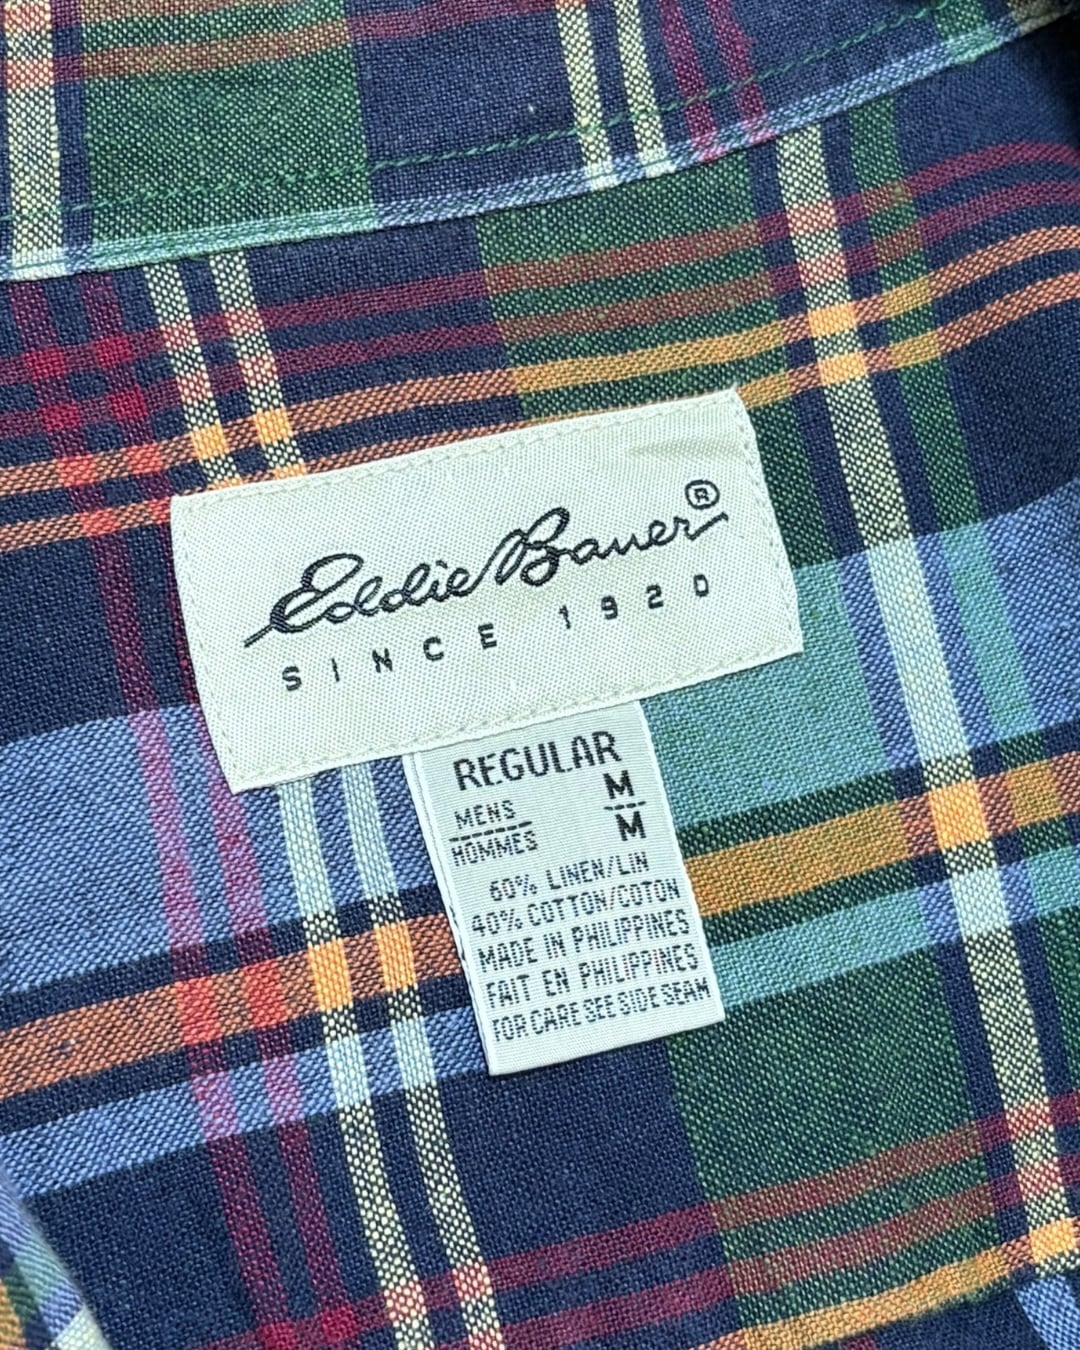 Eddie Bauer®
SINCE 1920
REGULAR
MENS M
HOMMES M
60% LINEN/LIN
40% COTTON/COTON
MADE IN PHILIPPINES
FAIT EN PHILIPPINES
FOR CARE SEE SIDE SEAM